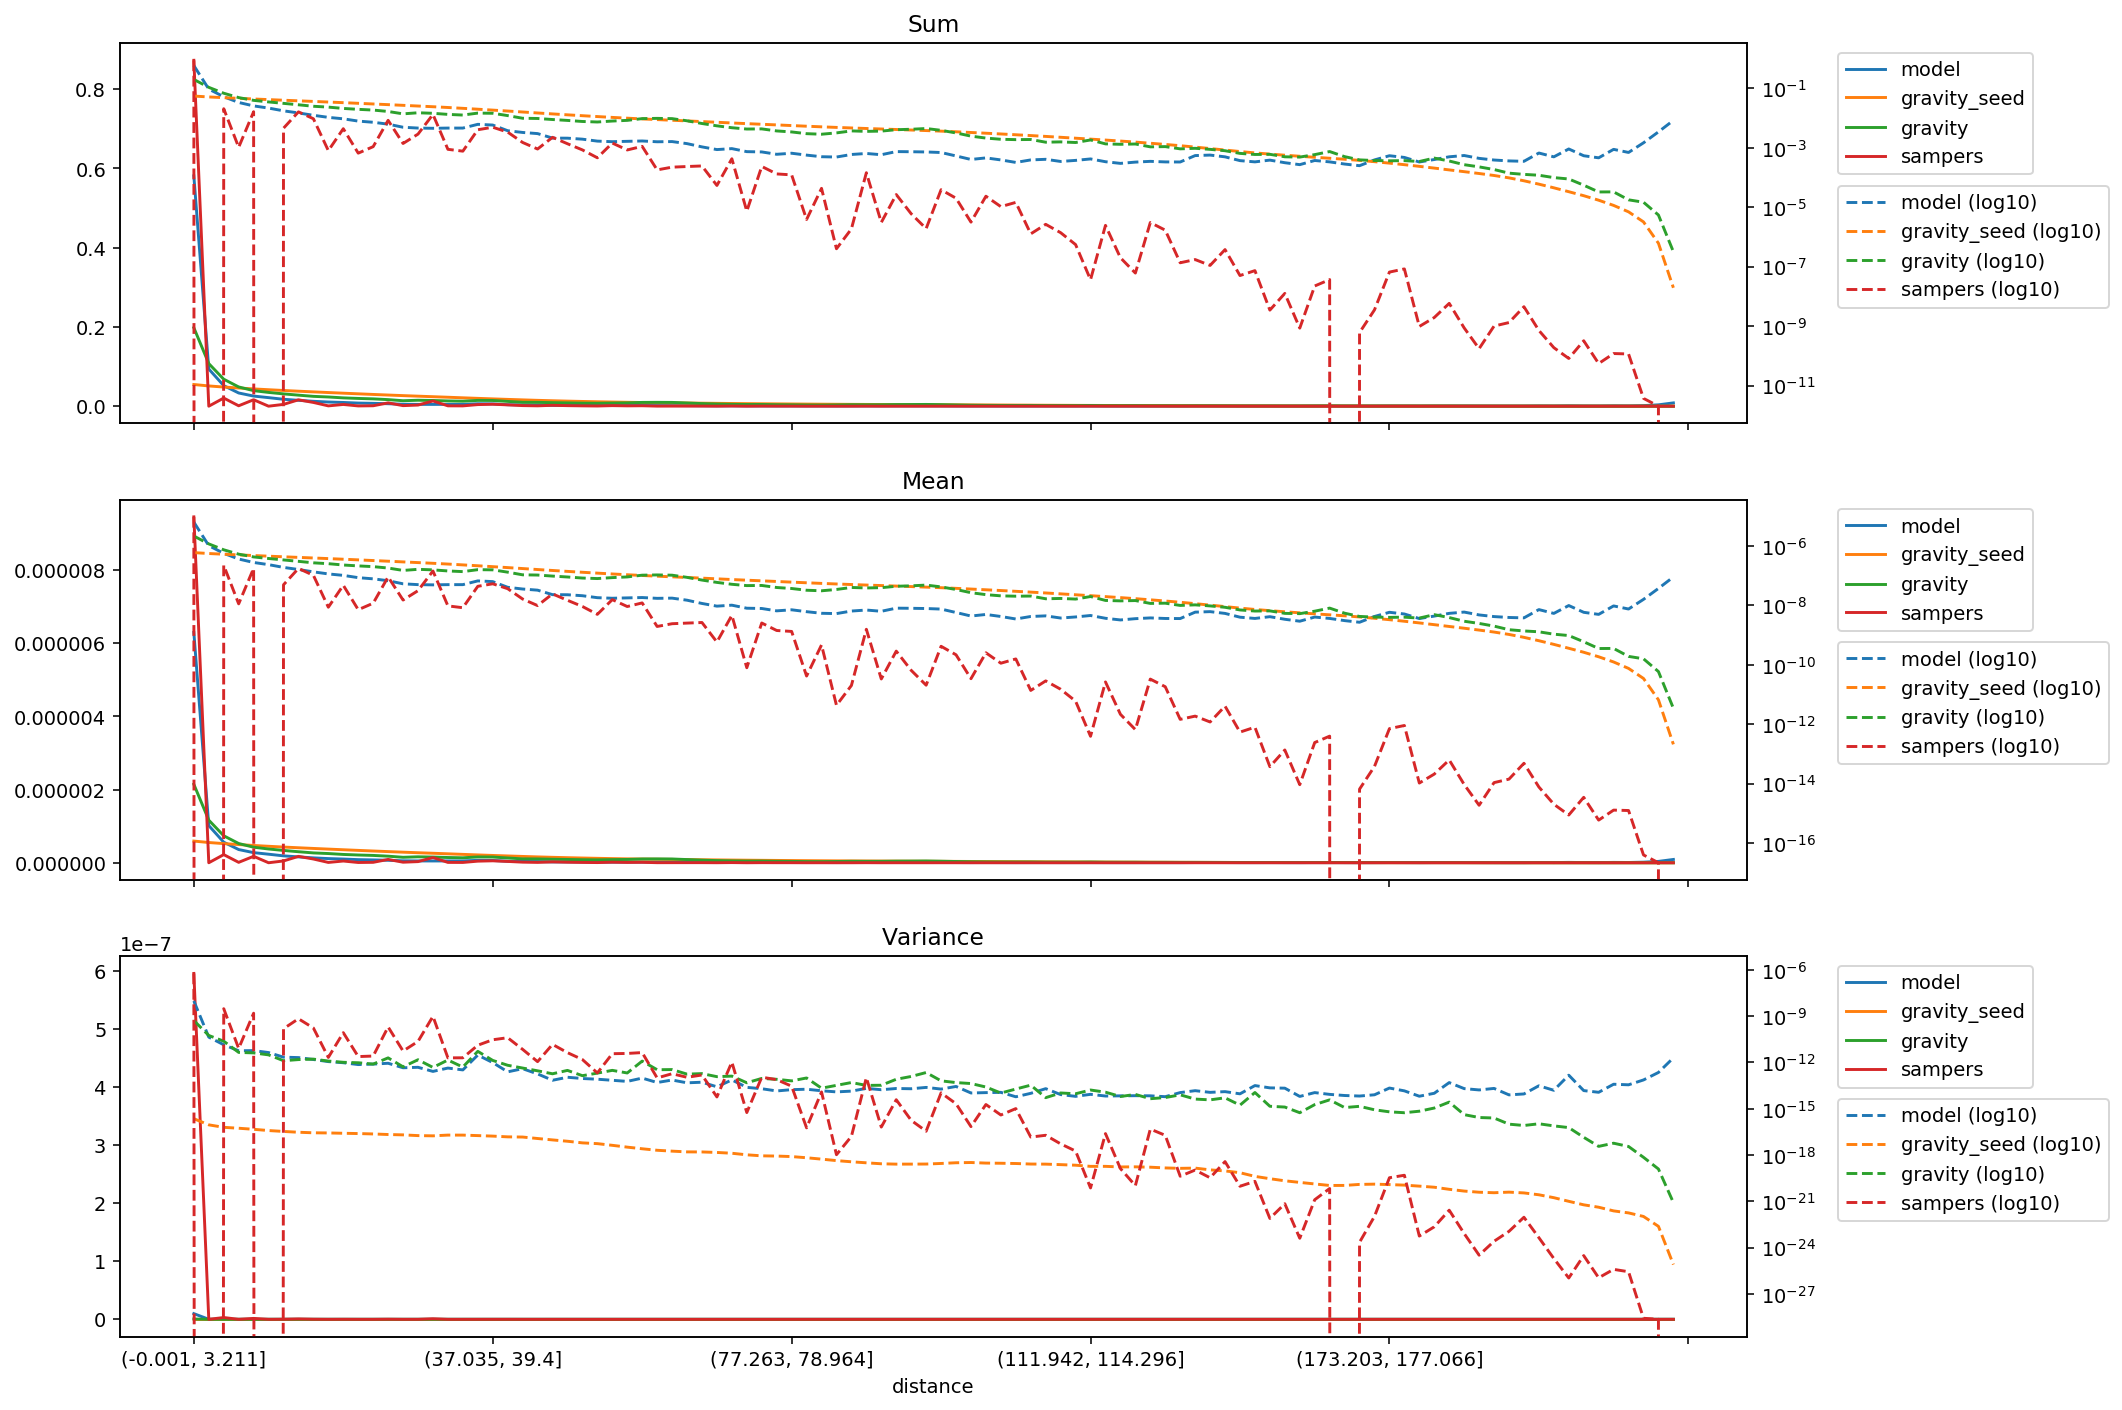 Sum
0.8
0.6
0.4
0.2
0.0
10⁻¹
10⁻³
10⁻⁵
10⁻⁷
10⁻⁹
10⁻¹¹
model
gravity_seed
gravity
sampers
model (log10)
gravity_seed (log10)
gravity (log10)
sampers (log10)
Mean
0.000008
0.000006
0.000004
0.000002
0.000000
10⁻⁶
10⁻⁸
10⁻¹⁰
10⁻¹²
10⁻¹⁴
10⁻¹⁶
model
gravity_seed
gravity
sampers
model (log10)
gravity_seed (log10)
gravity (log10)
sampers (log10)
Variance
1e−7
6
5
4
3
2
1
0
10⁻⁶
10⁻⁹
10⁻¹²
10⁻¹⁵
10⁻¹⁸
10⁻²¹
10⁻²⁴
10⁻²⁷
model
gravity_seed
gravity
sampers
model (log10)
gravity_seed (log10)
gravity (log10)
sampers (log10)
(-0.001, 3.211]
(37.035, 39.4]
(77.263, 78.964]
(111.942, 114.296]
(173.203, 177.066]
distance